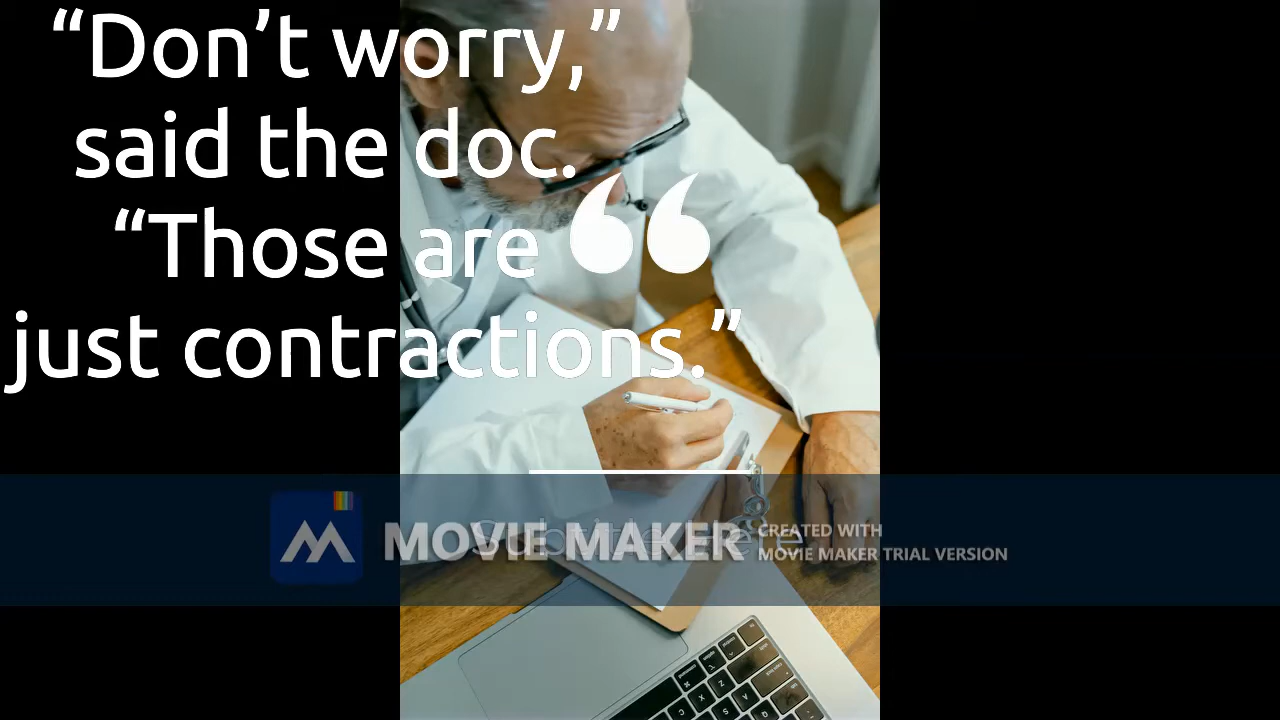 “Don’t worry,”
said the doc.
“Those are
just contractions.”
MOVIE MAKER
CREATED WITH
MOVIE MAKER TRIAL VERSION